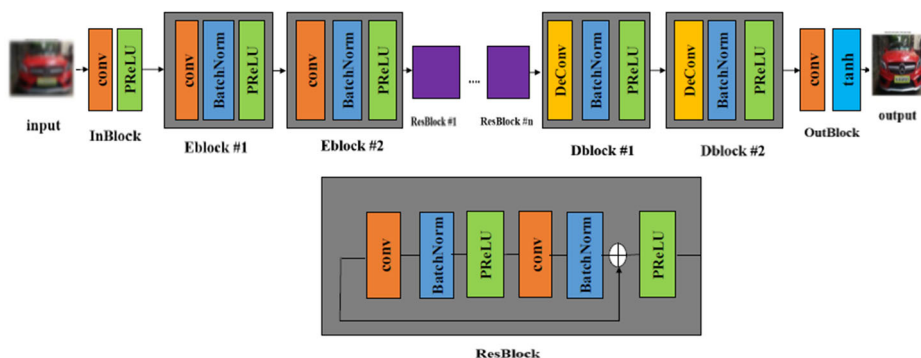 input
conv
PReLU
InBlock
conv
BatchNorm
PReLU
Eblock #1
conv
BatchNorm
PReLU
Eblock #2
ResBlock #1
....
ResBlock #n
DeConv
BatchNorm
PReLU
Dblock #1
DeConv
BatchNorm
PReLU
Dblock #2
conv
tanh
OutBlock
output
conv
BatchNorm
PReLU
conv
BatchNorm
PReLU
ResBlock